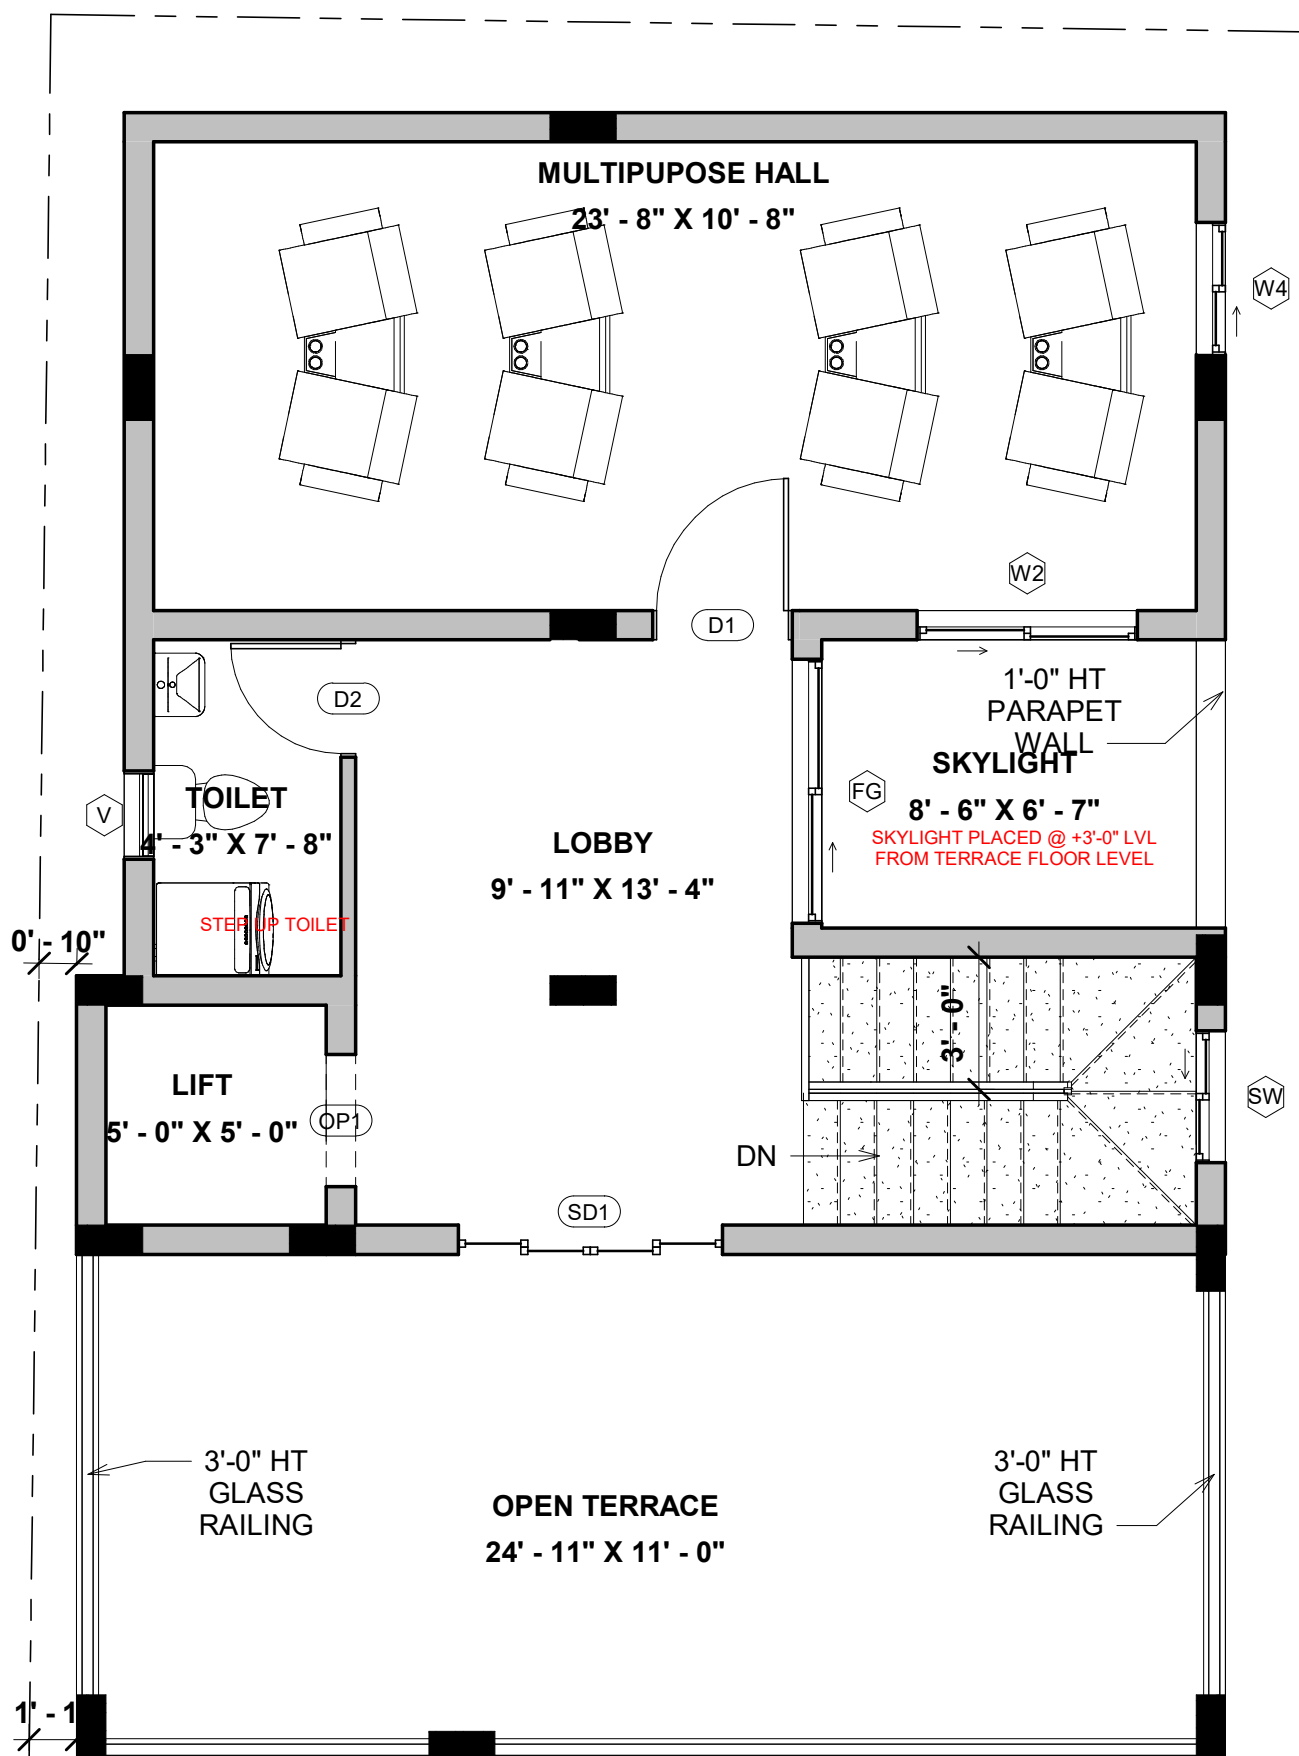 MULTIPUPOSE HALL
23' - 8" X 10' - 8"
W4
W2
D1
D2
1'-0" HT
PARAPET
WALL
SKYLIGHT
8' - 6" X 6' - 7"
SKYLIGHT PLACED @ +3'-0" LVL
FROM TERRACE FLOOR LEVEL
FG
V
TOILET
4' - 3" X 7' - 8"
STEP UP TOILET
LOBBY
9' - 11" X 13' - 4"
0' - 10"
3' - 0"
LIFT
5' - 0" X 5' - 0"
OP1
SW
DN
SD1
3'-0" HT
GLASS
RAILING
3'-0" HT
GLASS
RAILING
OPEN TERRACE
24' - 11" X 11' - 0"
1' - 1